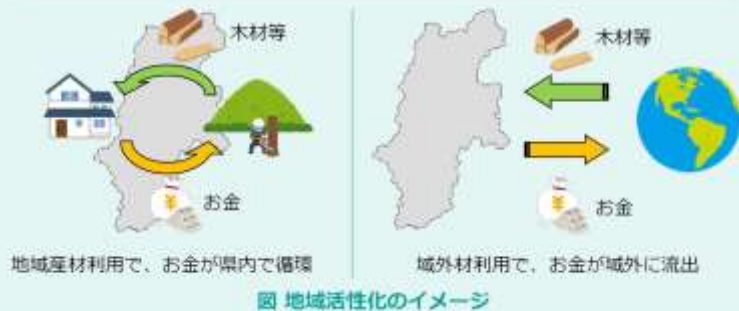 木材等
お金
地域産材利用で、お金が県内で循環
木材等
お金
域外材利用で、お金が域外に流出
図 地域活性化のイメージ